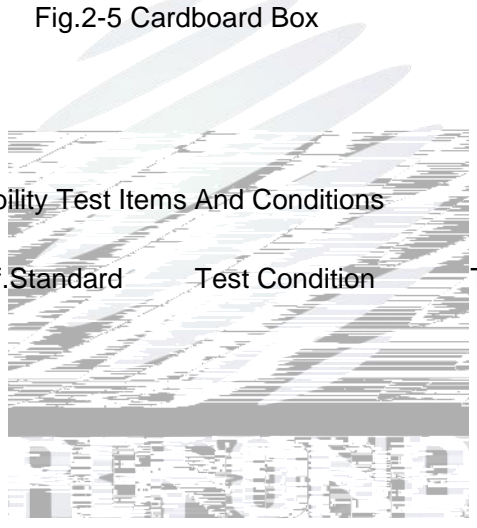 Fig.2-5 Cardboard Box
bility Test Items And Conditions
.Standard Test Condition T